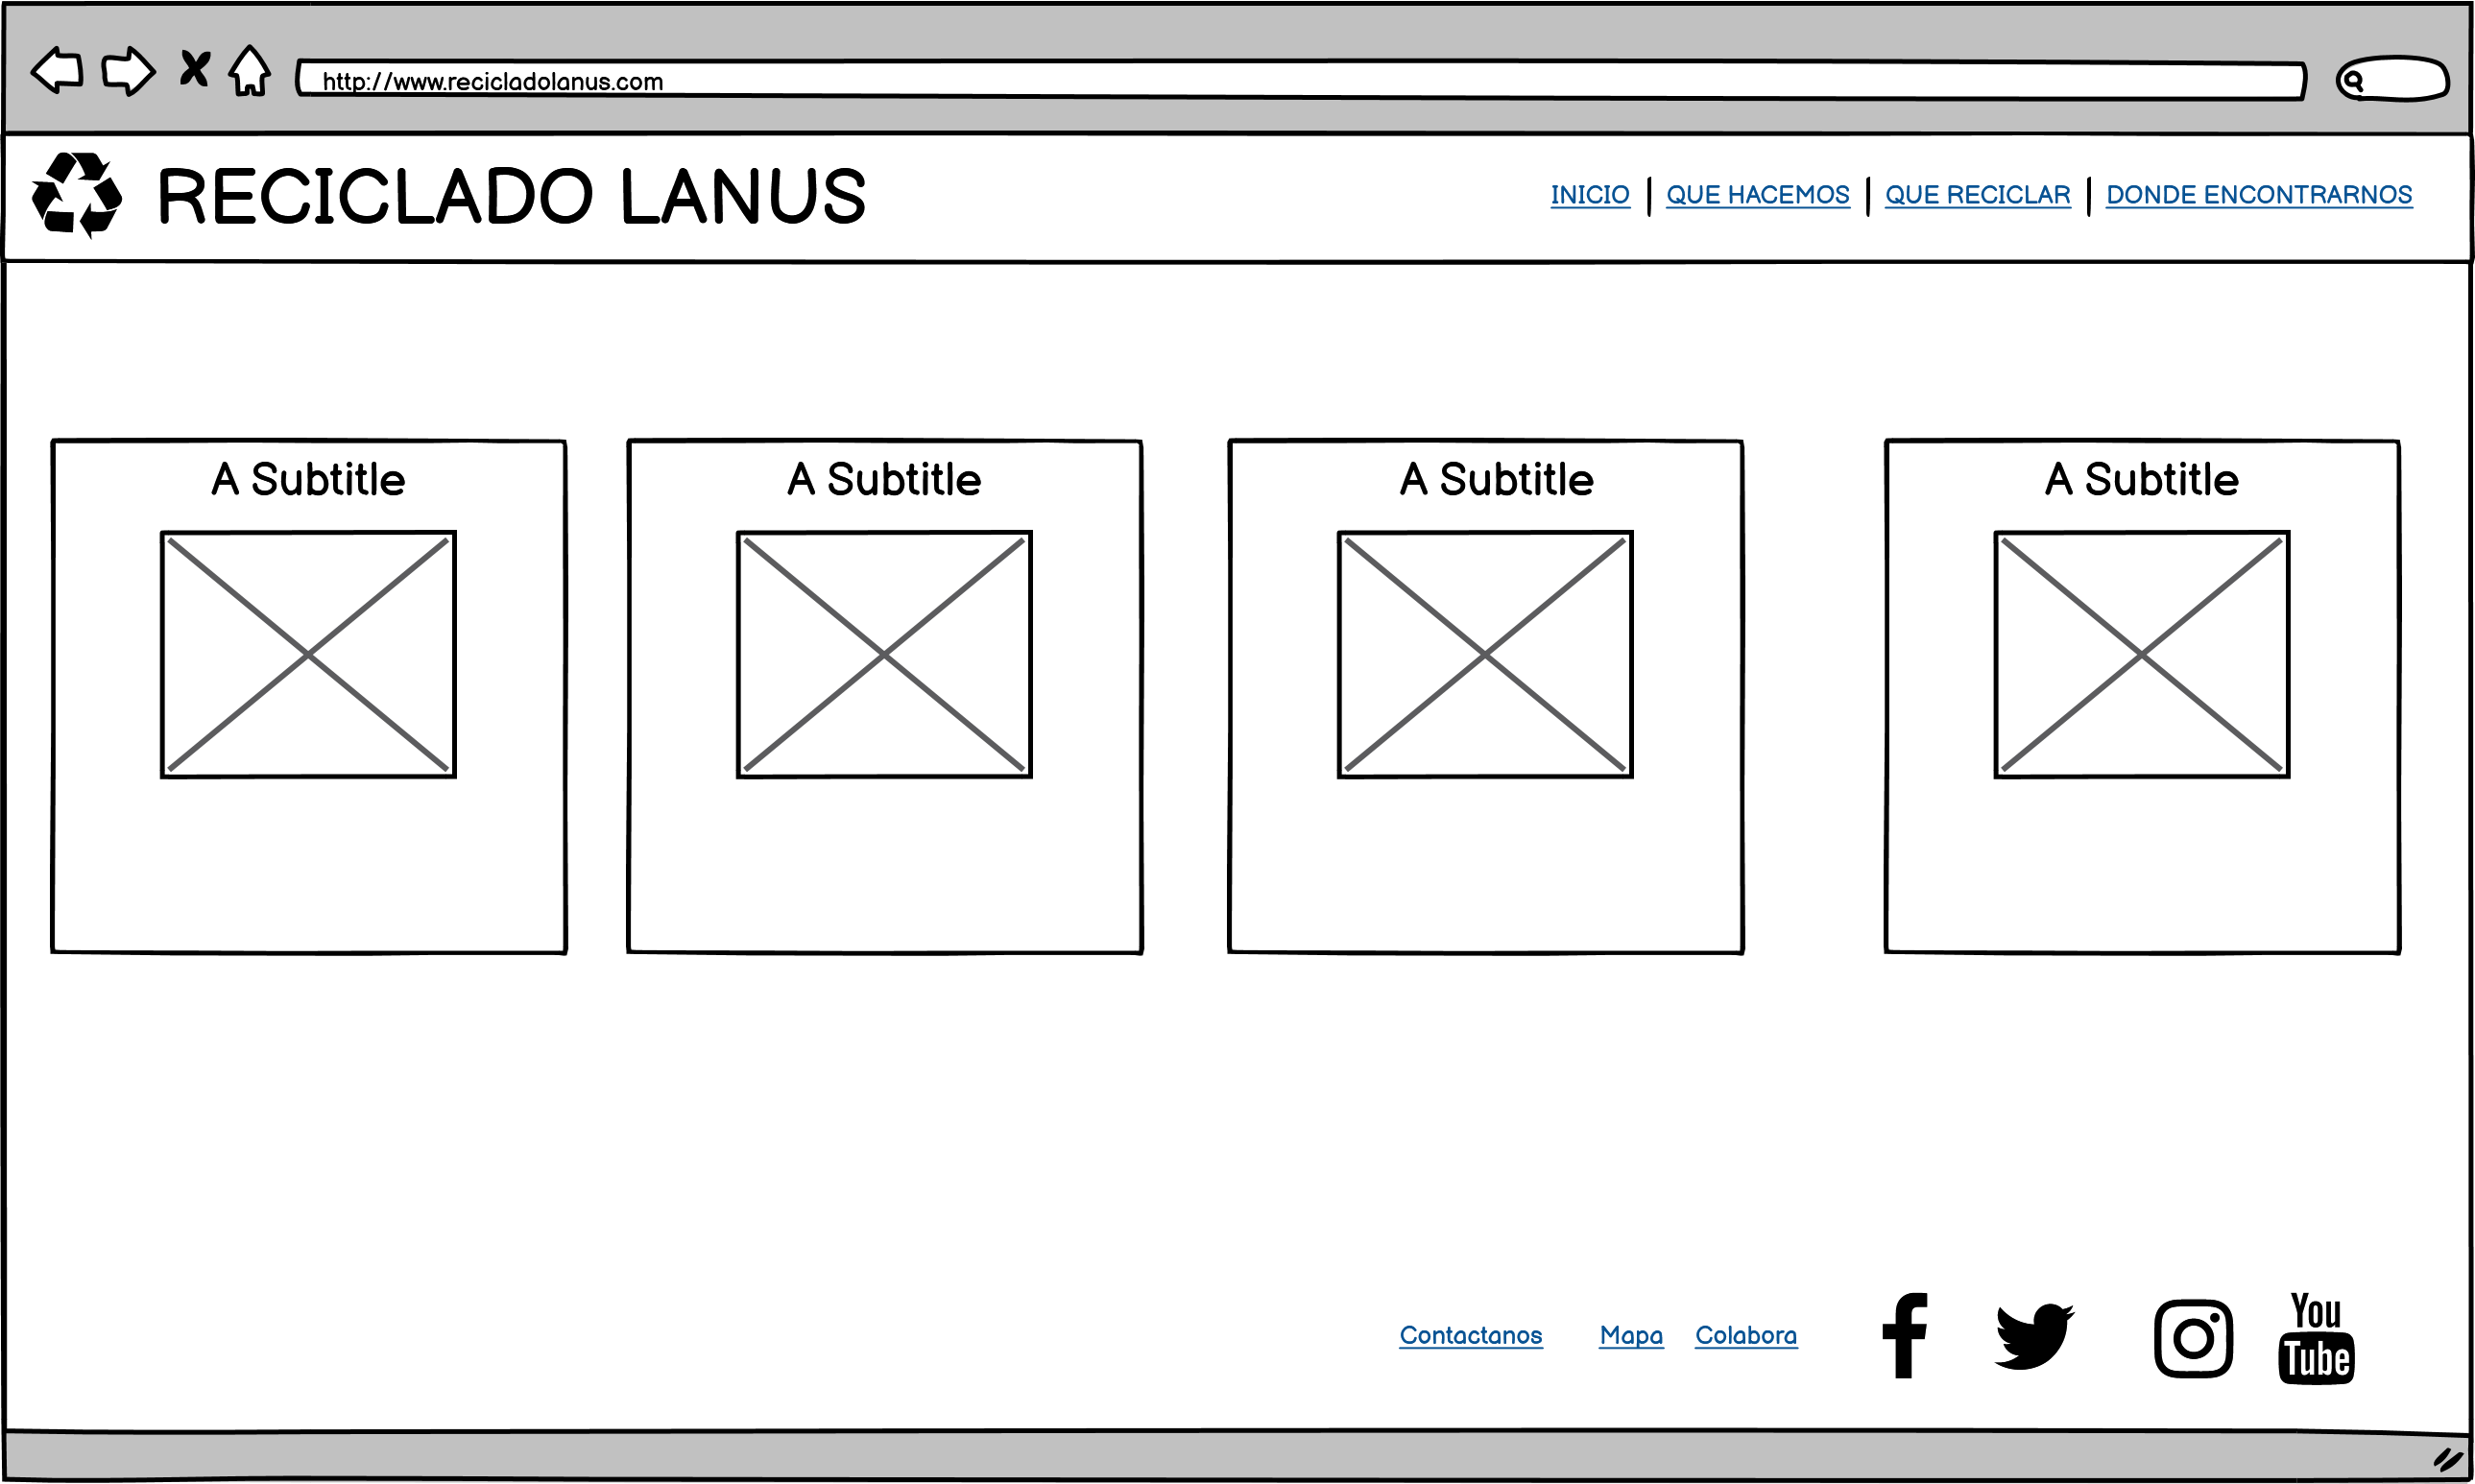 http://www.recicladolanus.com
RECICLADO LANUS
INICIO | QUE HACEMOS | QUE RECICLAR | DONDE ENCONTRARNOS
A Subtitle
A Subtitle
A Subtitle
A Subtitle
Contactanos Mapa Colabora
You
Tube